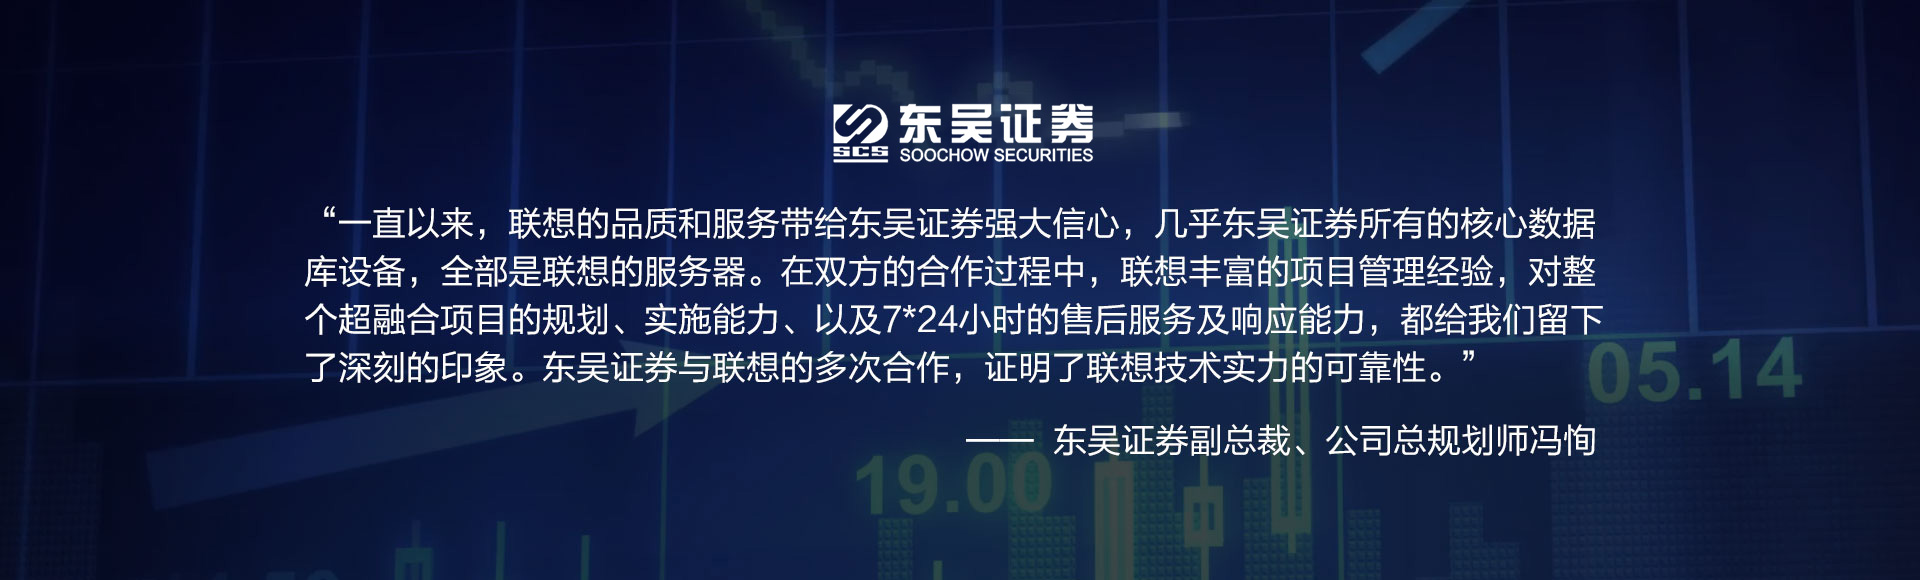 东吴证券
SCS
SOOCHOW SECURITIES
“一直以来，联想的品质和服务带给东吴证券强大信心，几乎东吴证券所有的核心数据
库设备，全部是联想的服务器。在双方的合作过程中，联想丰富的项目管理经验，对整
个超融合项目的规划、实施能力、以及7*24小时的售后服务及响应能力，都给我们留下
了深刻的印象。东吴证券与联想的多次合作，证明了联想技术实力的可靠性。”
05.14
—— 东吴证券副总裁、公司总规划师冯恂
19.00